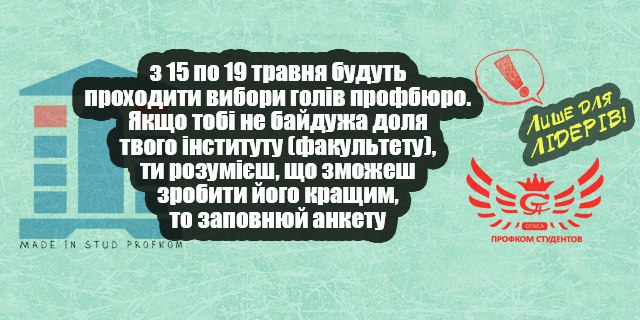 з 15 по 19 травня будуть
проходити вибори голів профбюро.
Якщо тобі не байдужа доля
твого інституту (факультету),
ти розумієш, що зможеш
зробити його кращим,
то заповнюй анкету
!
Лише для
ЛІДЕРІВ!
MADE IN STUD PROFKOM
ОГАСА
ПРОФКОМ СТУДЕНТОВ